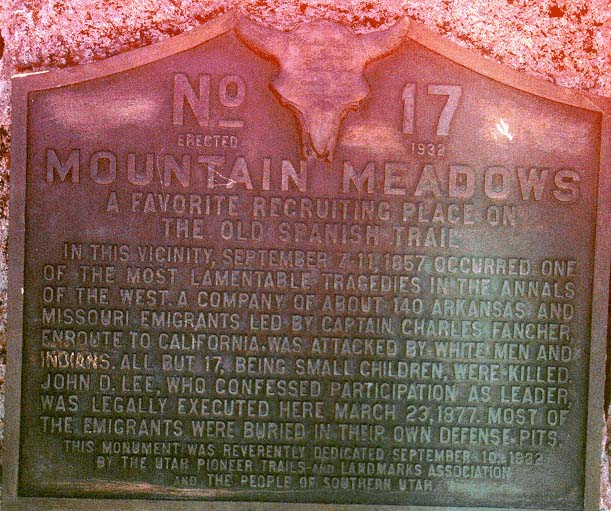 No 17
ERECTED 1932
MOUNTAIN MEADOWS
A FAVORITE RECRUITING PLACE ON
THE OLD SPANISH TRAIL
IN THIS VICINITY, SEPTEMBER 7-11, 1857 OCCURRED ONE
OF THE MOST LAMENTABLE TRAGEDIES IN THE ANNALS
OF THE WEST. A COMPANY OF ABOUT 140 ARKANSAS AND
MISSOURI EMIGRANTS LED BY CAPTAIN CHARLES FANCHER,
ENROUTE TO CALIFORNIA, WAS ATTACKED BY WHITE MEN AND
INDIANS. ALL BUT 17, BEING SMALL CHILDREN, WERE KILLED.
JOHN D. LEE, WHO CONFESSED PARTICIPATION AS LEADER,
WAS LEGALLY EXECUTED HERE MARCH 23, 1877. MOST OF
THE EMIGRANTS WERE BURIED IN THEIR OWN DEFENSE PITS.
THIS MONUMENT WAS REVERENTLY DEDICATED SEPTEMBER 10, 1932
BY THE UTAH PIONEER TRAILS AND LANDMARKS ASSOCIATION
AND THE PEOPLE OF SOUTHERN UTAH.